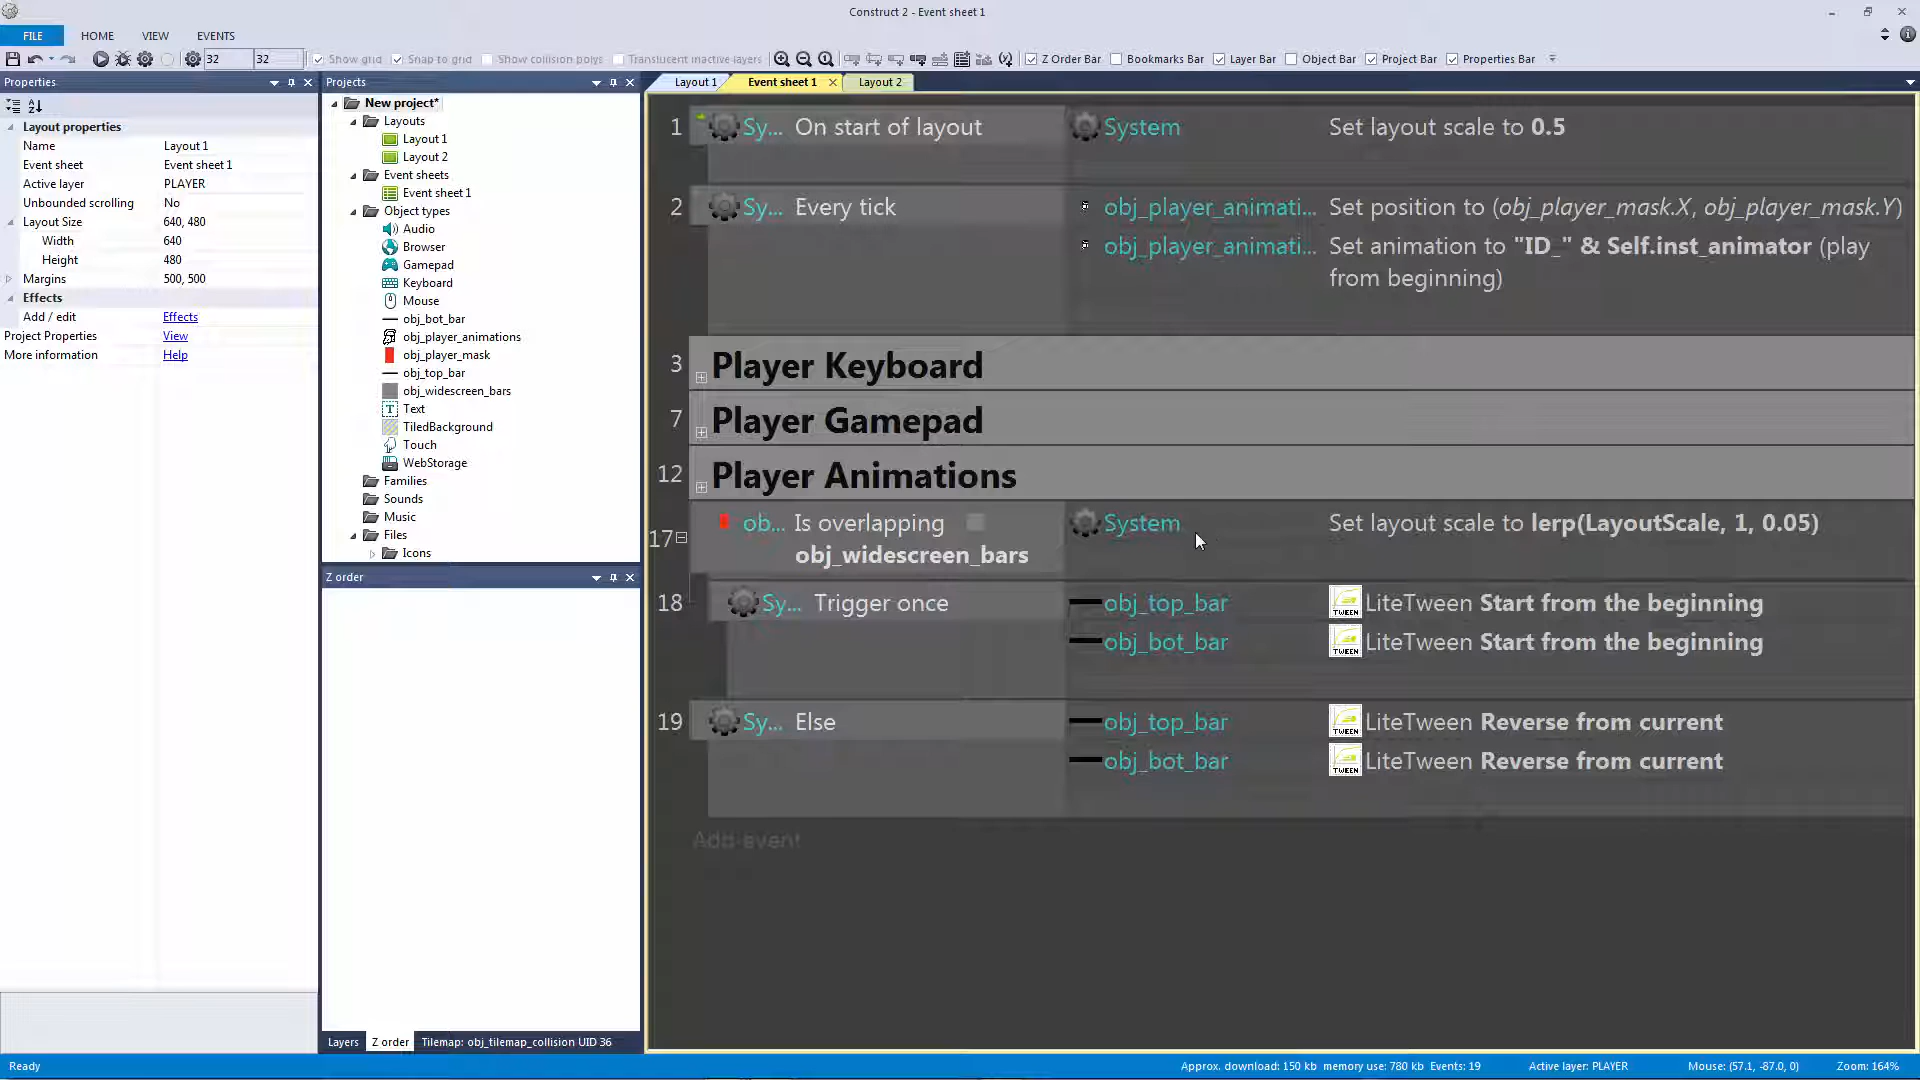 Construct 2 - Event sheet 1
FILE HOME VIEW EVENTS
32 32 Show grid Snap to grid Show collision polys Translucent inactive layers Z Order Bar Bookmarks Bar Layer Bar Object Bar Project Bar Properties Bar
Properties
Layout properties
Name Layout 1
Event sheet Event sheet 1
Active layer PLAYER
Unbounded scrolling No
Layout Size 640, 480
Width 640
Height 480
Margins 500, 500
Effects
Add / edit Effects
Project Properties View
More information Help
Projects
New project*
Layouts
Layout 1
Layout 2
Event sheets
Event sheet 1
Object types
Audio
Browser
Gamepad
Keyboard
Mouse
obj_bot_bar
obj_player_animations
obj_player_mask
obj_top_bar
obj_widescreen_bars
Text
TiledBackground
Touch
WebStorage
Families
Sounds
Music
Files
Icons
Z order
Layers Z order Tilemap: obj_tilemap_collision UID 36
Layout 1 Event sheet 1 Layout 2
1 Sy... On start of layout System Set layout scale to 0.5
2 Sy... Every tick obj_player_animati... Set position to (obj_player_mask.X, obj_player_mask.Y)
obj_player_animati... Set animation to "ID_" & Self.inst_animator (play
from beginning)
3 Player Keyboard
7 Player Gamepad
12 Player Animations
17 ob... Is overlapping System Set layout scale to lerp(LayoutScale, 1, 0.05)
obj_widescreen_bars
18 Sy... Trigger once obj_top_bar TWEEN LiteTween Start from the beginning
obj_bot_bar TWEEN LiteTween Start from the beginning
19 Sy... Else obj_top_bar TWEEN LiteTween Reverse from current
obj_bot_bar TWEEN LiteTween Reverse from current
Add event
Ready Approx. download: 150 kb memory use: 780 kb Events: 19 Active layer: PLAYER Mouse: (57.1, -87.0, 0) Zoom: 164%